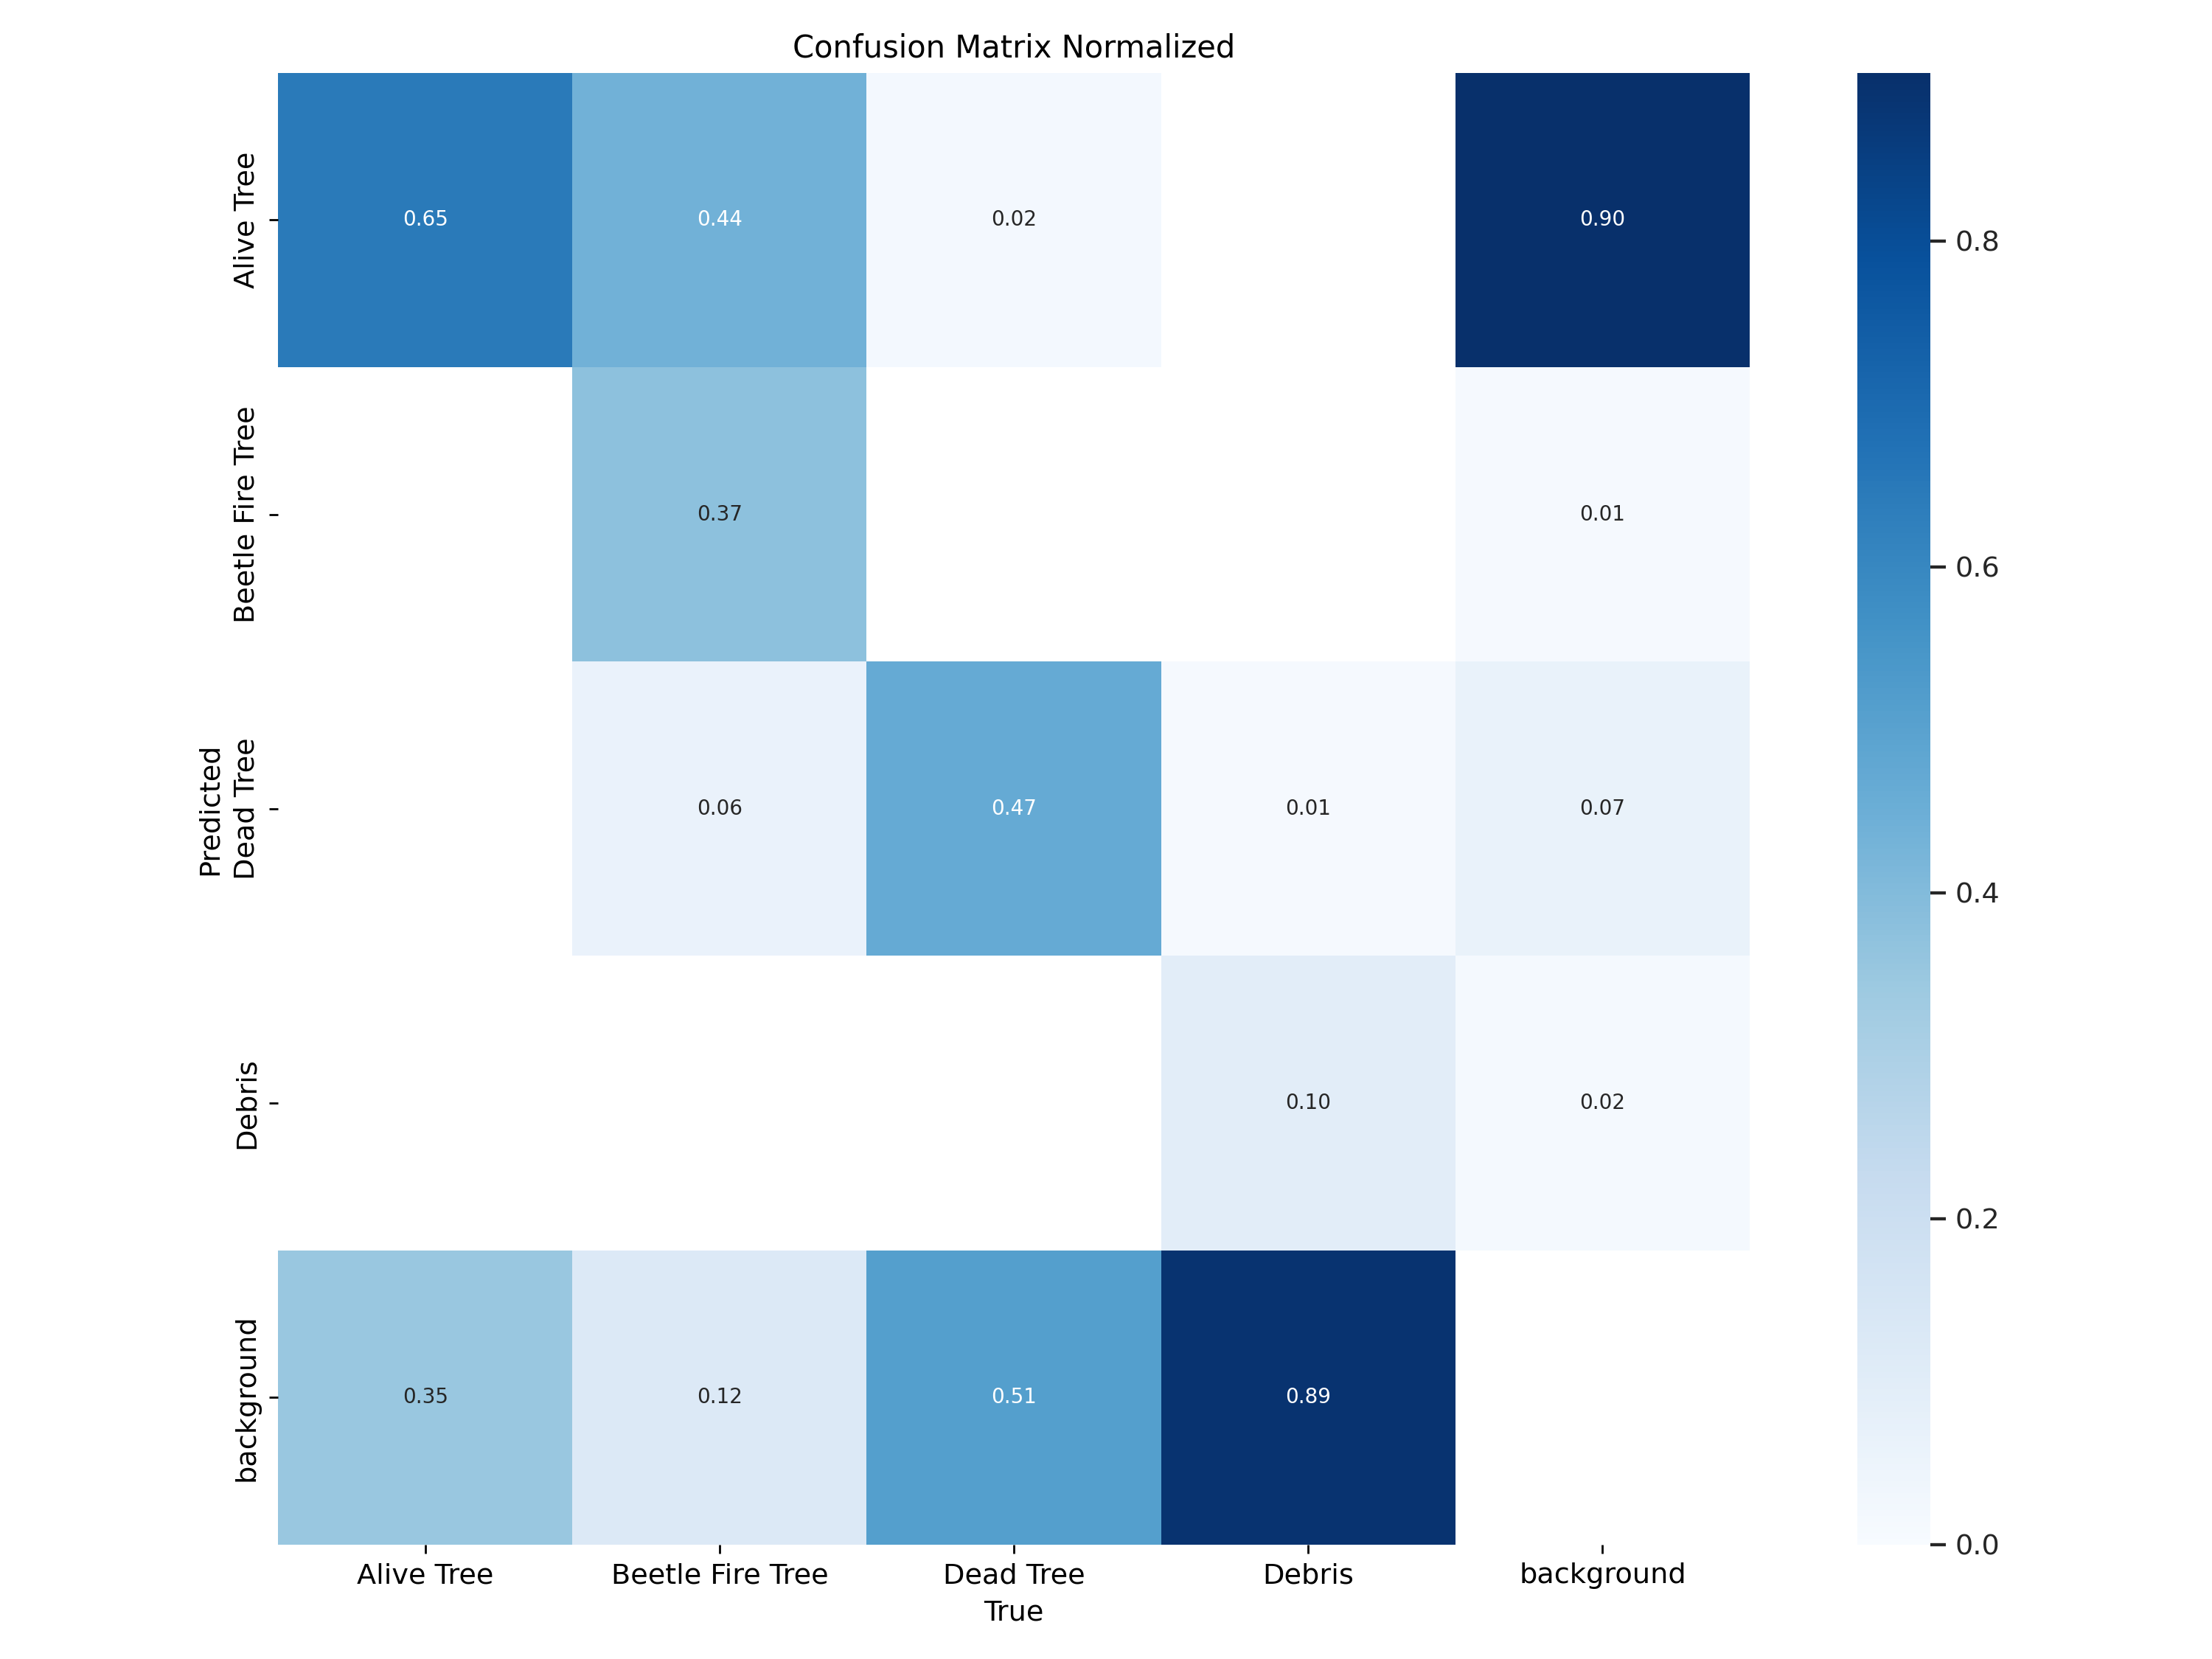 Confusion Matrix Normalized
Alive Tree
0.65 0.44 0.02 0.90
0.8
Beetle Fire Tree
0.37 0.01
0.6
Predicted
Dead Tree
0.06 0.47 0.01 0.07
0.4
Debris
0.10 0.02
0.2
background
0.35 0.12 0.51 0.89
0.0
Alive Tree Beetle Fire Tree Dead Tree Debris background
True